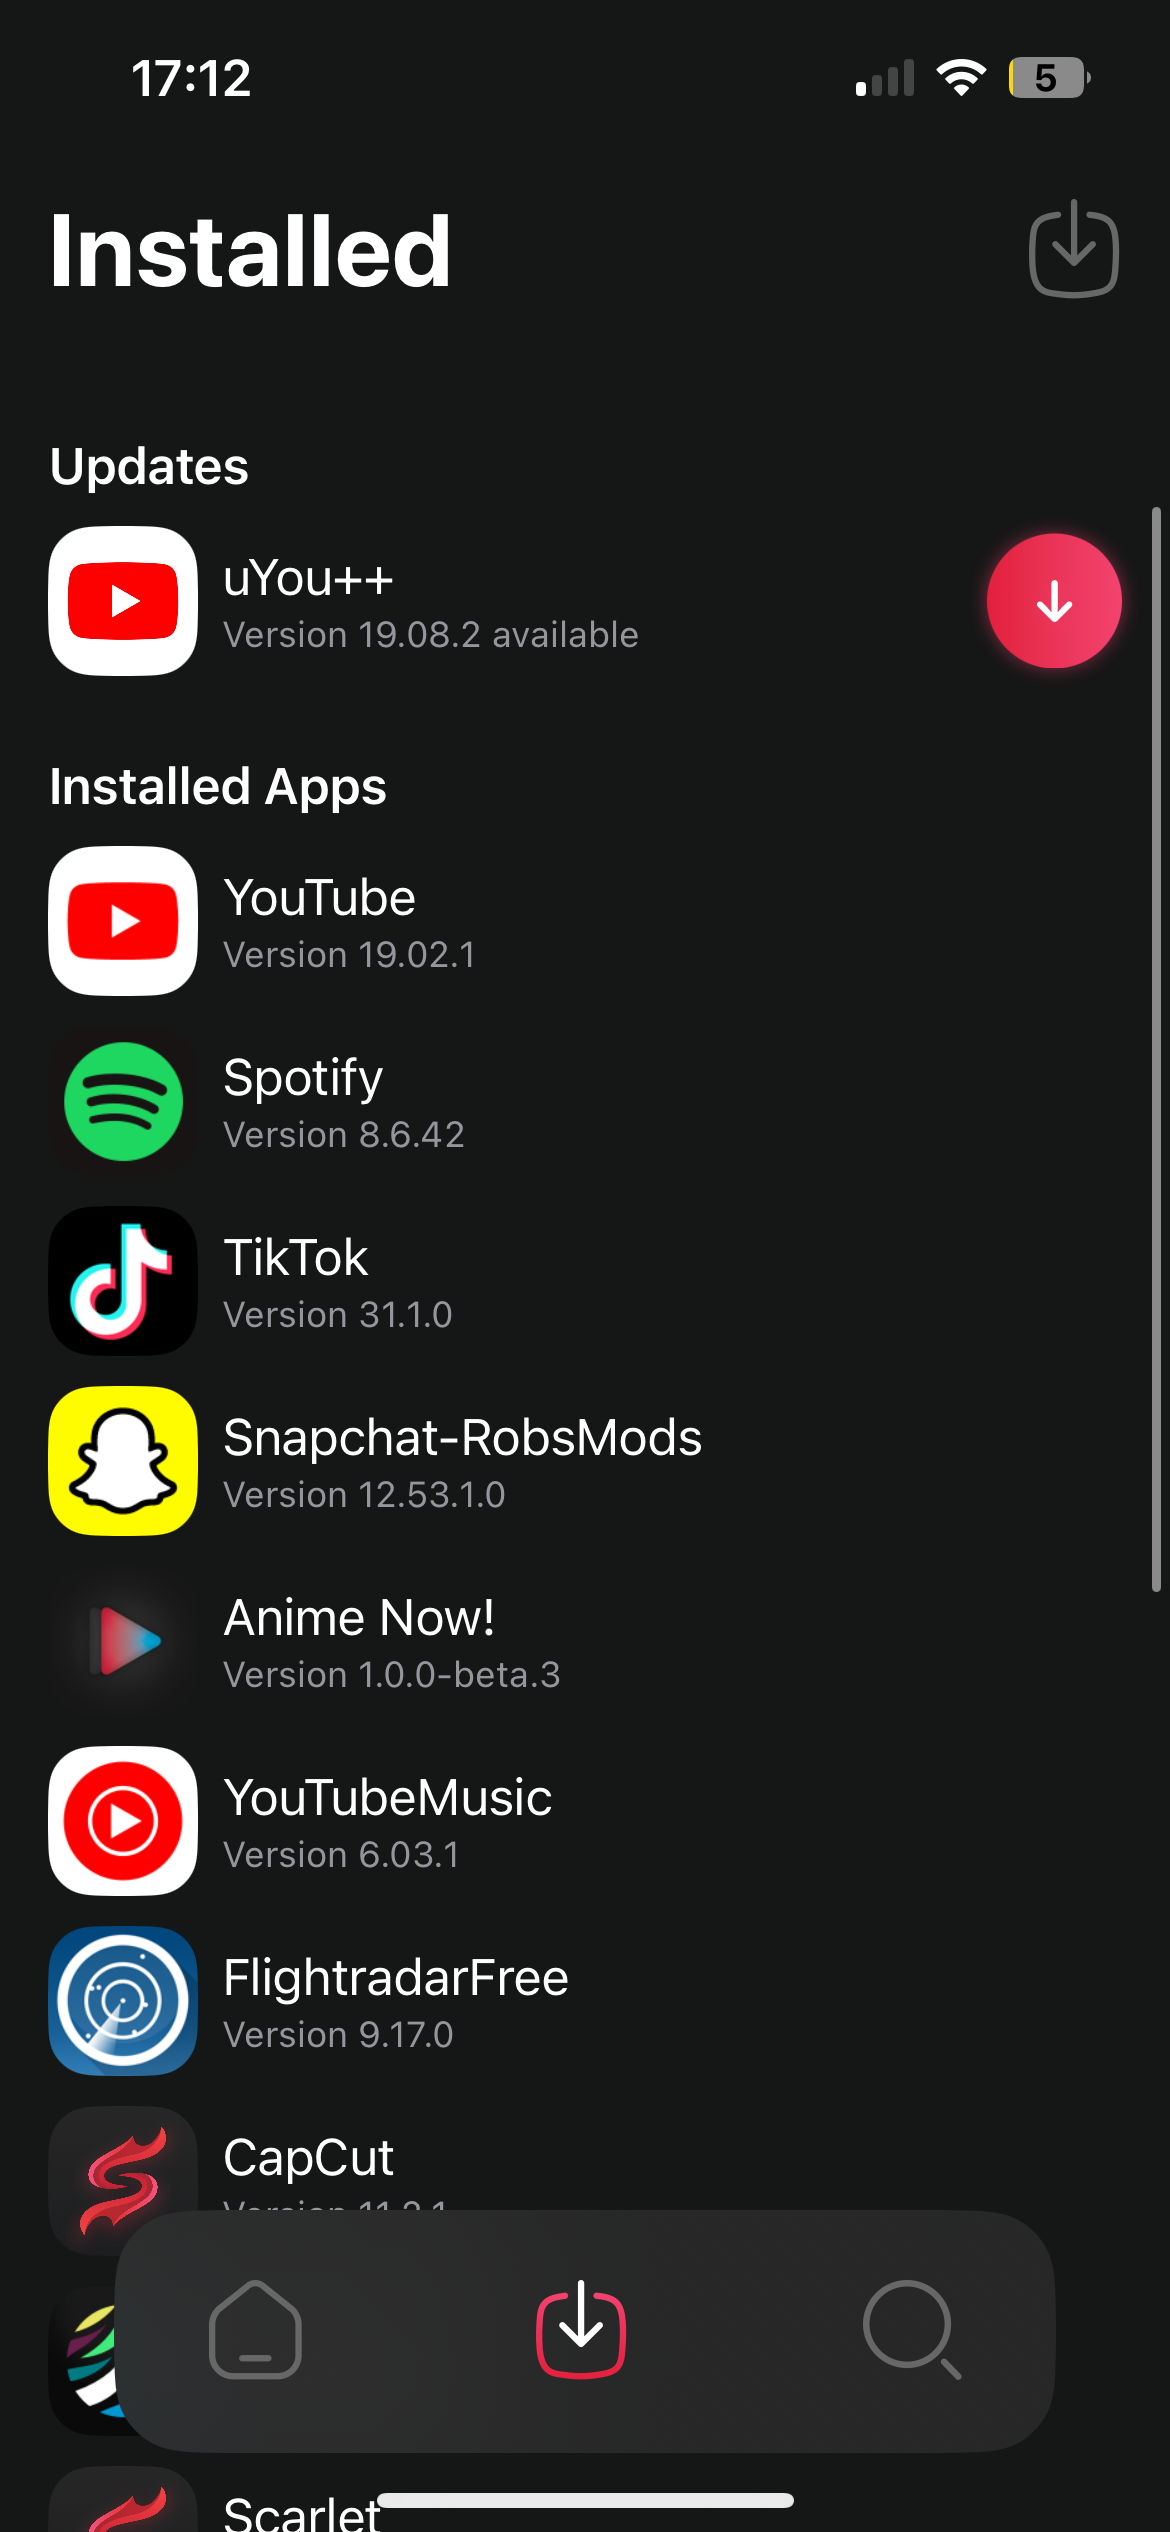 17:12
5
Installed
Updates
uYou++
Version 19.08.2 available
Installed Apps
YouTube
Version 19.02.1
Spotify
Version 8.6.42
TikTok
Version 31.1.0
Snapchat-RobsMods
Version 12.53.1.0
Anime Now!
Version 1.0.0-beta.3
YouTubeMusic
Version 6.03.1
FlightradarFree
Version 9.17.0
CapCut
Version
Scarlet